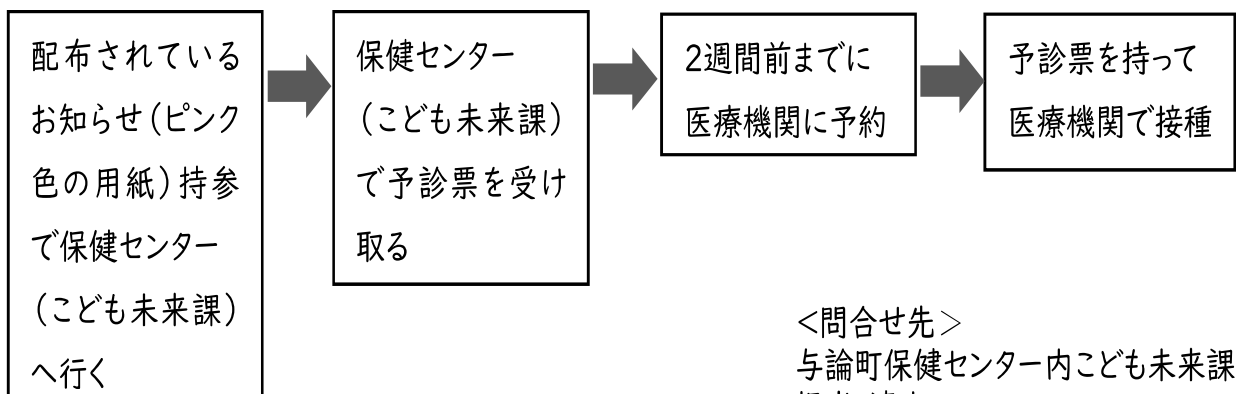 配布されている
お知らせ(ピンク
色の用紙)持参
で保健センター
(こども未来課)
へ行く
保健センター
(こども未来課)
で予診票を受け
取る
2週間前までに
医療機関に予約
予診票を持って
医療機関で接種
<問合せ先>
与論町保健センター内こども未来課